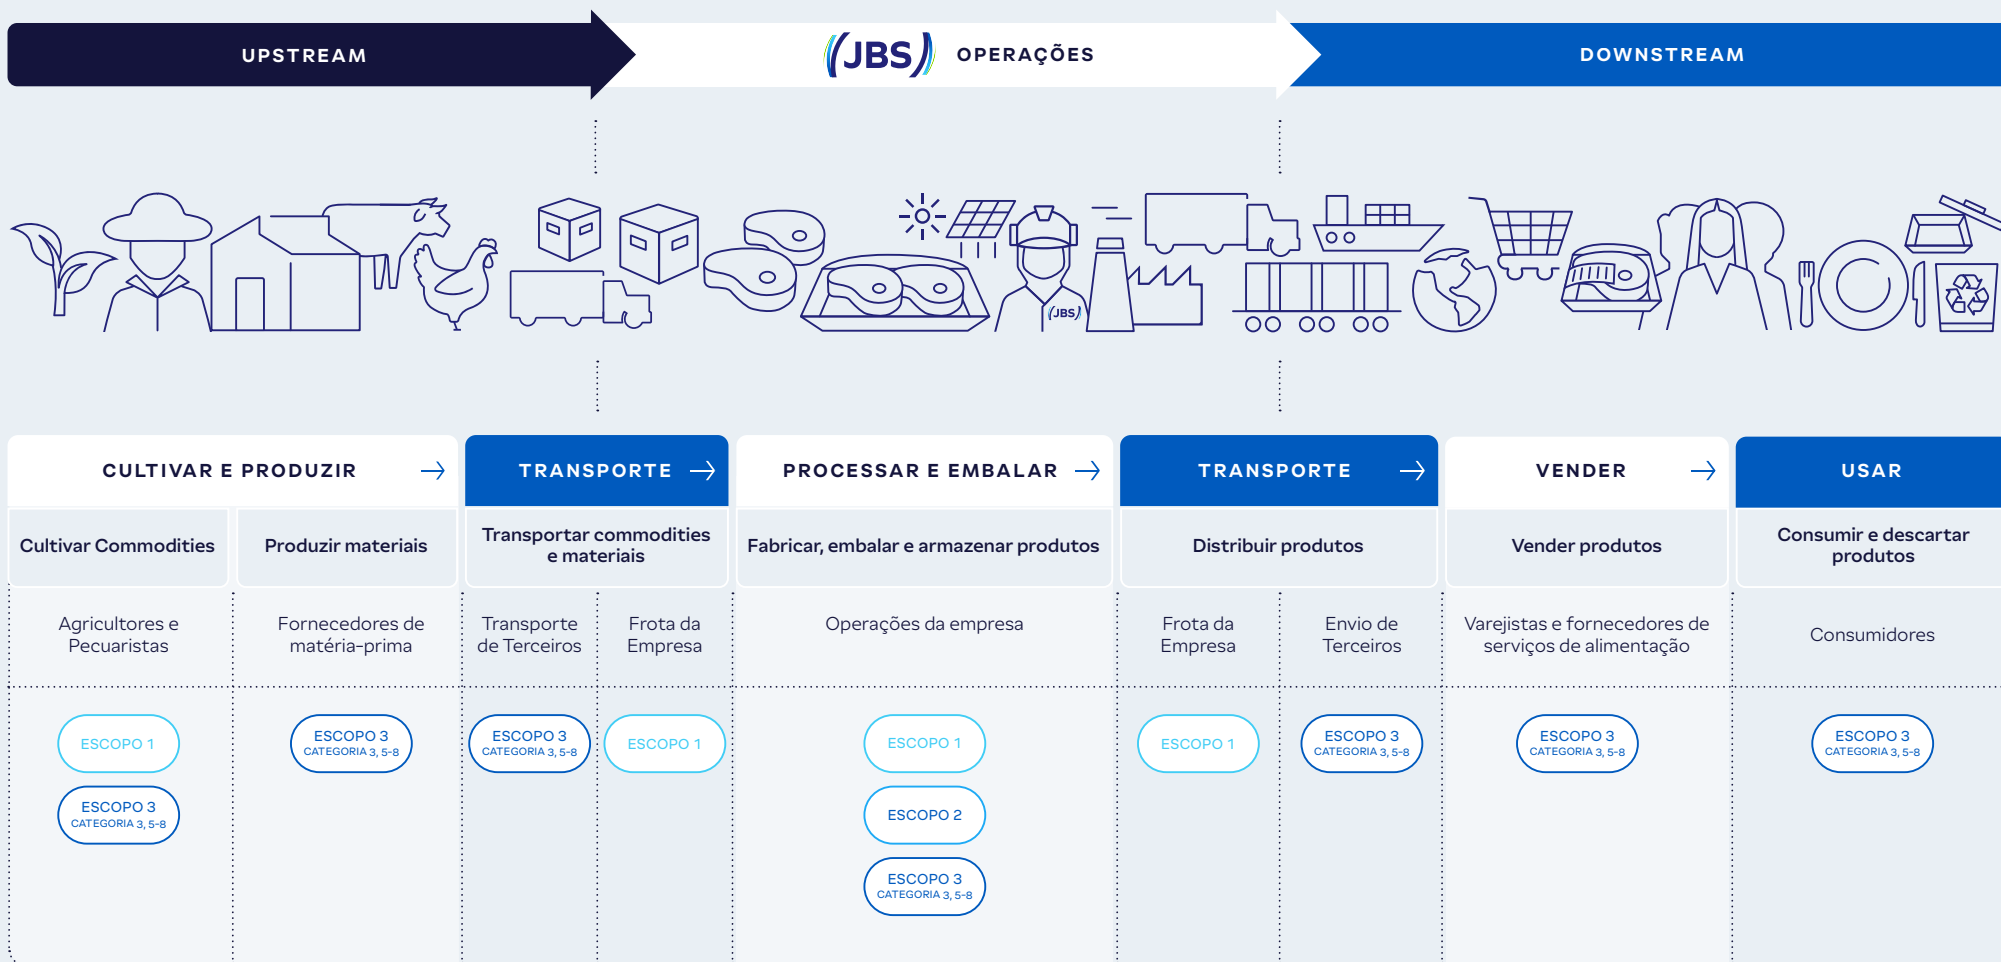 UPSTREAM
JBS OPERAÇÕES
DOWNSTREAM
JBS
CULTIVAR E PRODUZIR
TRANSPORTE
PROCESSAR E EMBALAR
TRANSPORTE
VENDER
USAR
Cultivar Commodities
Produzir materiais
Transportar commodities
e materiais
Fabricar, embalar e armazenar produtos
Distribuir produtos
Vender produtos
Consumir e descartar
produtos
Agricultores e
Pecuaristas
Fornecedores de
matéria-prima
Transporte
de Terceiros
Frota da
Empresa
Operações da empresa
Frota da
Empresa
Envio de
Terceiros
Varejistas e fornecedores de
serviços de alimentação
Consumidores
ESCOPO 1
ESCOPO 3
CATEGORIA 3, 5-8
ESCOPO 3
CATEGORIA 3, 5-8
ESCOPO 3
CATEGORIA 3, 5-8
ESCOPO 1
ESCOPO 1
ESCOPO 2
ESCOPO 3
CATEGORIA 3, 5-8
ESCOPO 1
ESCOPO 3
CATEGORIA 3, 5-8
ESCOPO 3
CATEGORIA 3, 5-8
ESCOPO 3
CATEGORIA 3, 5-8